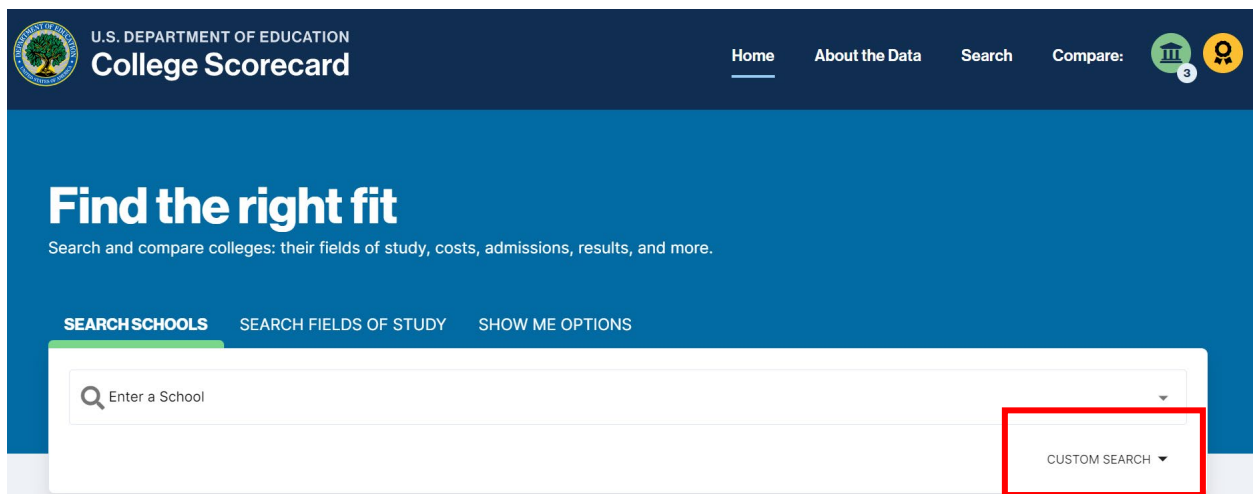 U.S. DEPARTMENT OF EDUCATION
College Scorecard
Home About the Data Search Compare:
3
Find the right fit
Search and compare colleges: their fields of study, costs, admissions, results, and more.
SEARCH SCHOOLS SEARCH FIELDS OF STUDY SHOW ME OPTIONS
Enter a School
CUSTOM SEARCH